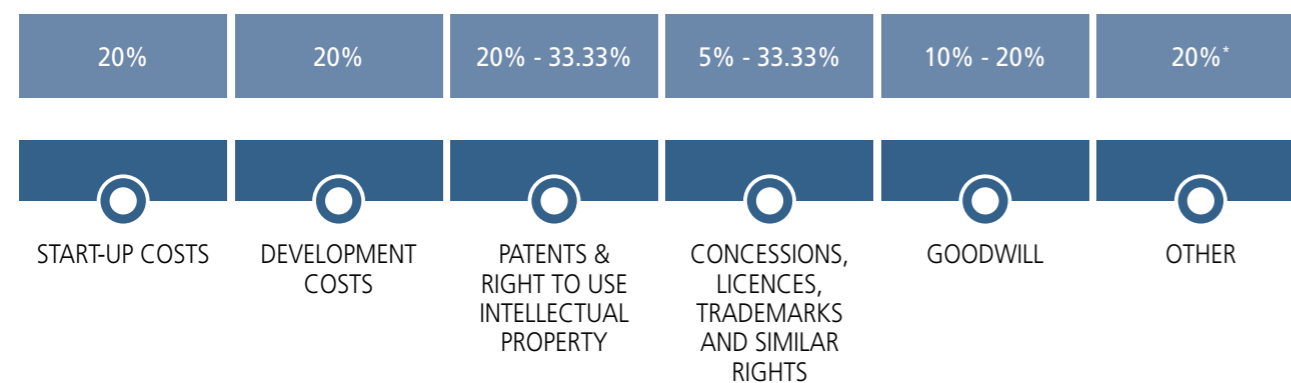 20%
20%
20% - 33.33%
5% - 33.33%
10% - 20%
20%*
START-UP COSTS
DEVELOPMENT
COSTS
PATENTS &
RIGHT TO USE
INTELLECTUAL
PROPERTY
CONCESSIONS,
LICENCES,
TRADEMARKS
AND SIMILAR
RIGHTS
GOODWILL
OTHER